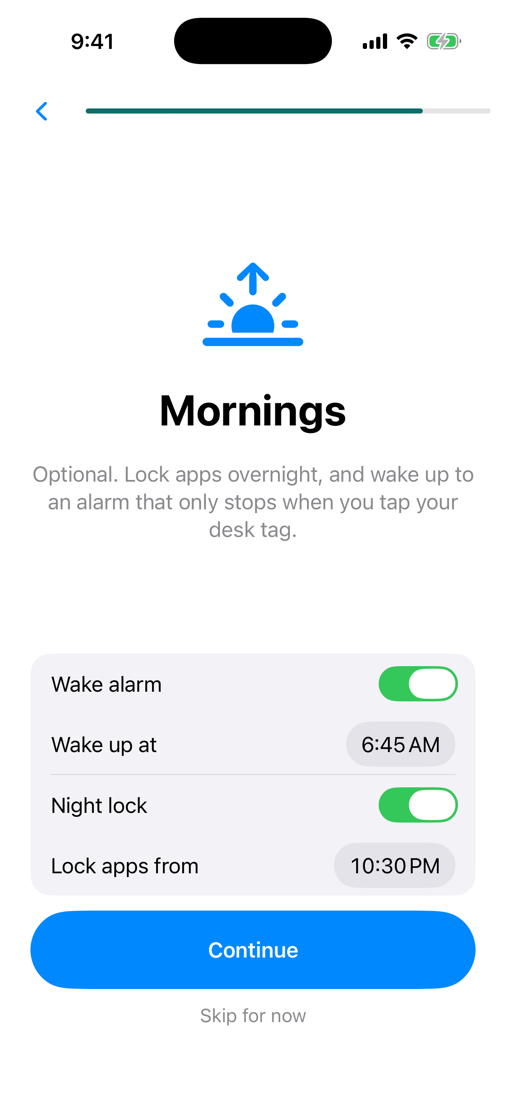 9:41
Mornings
Optional. Lock apps overnight, and wake up to
an alarm that only stops when you tap your
desk tag.
Wake alarm
Wake up at 6:45 AM
Night lock
Lock apps from 10:30 PM
Continue
Skip for now